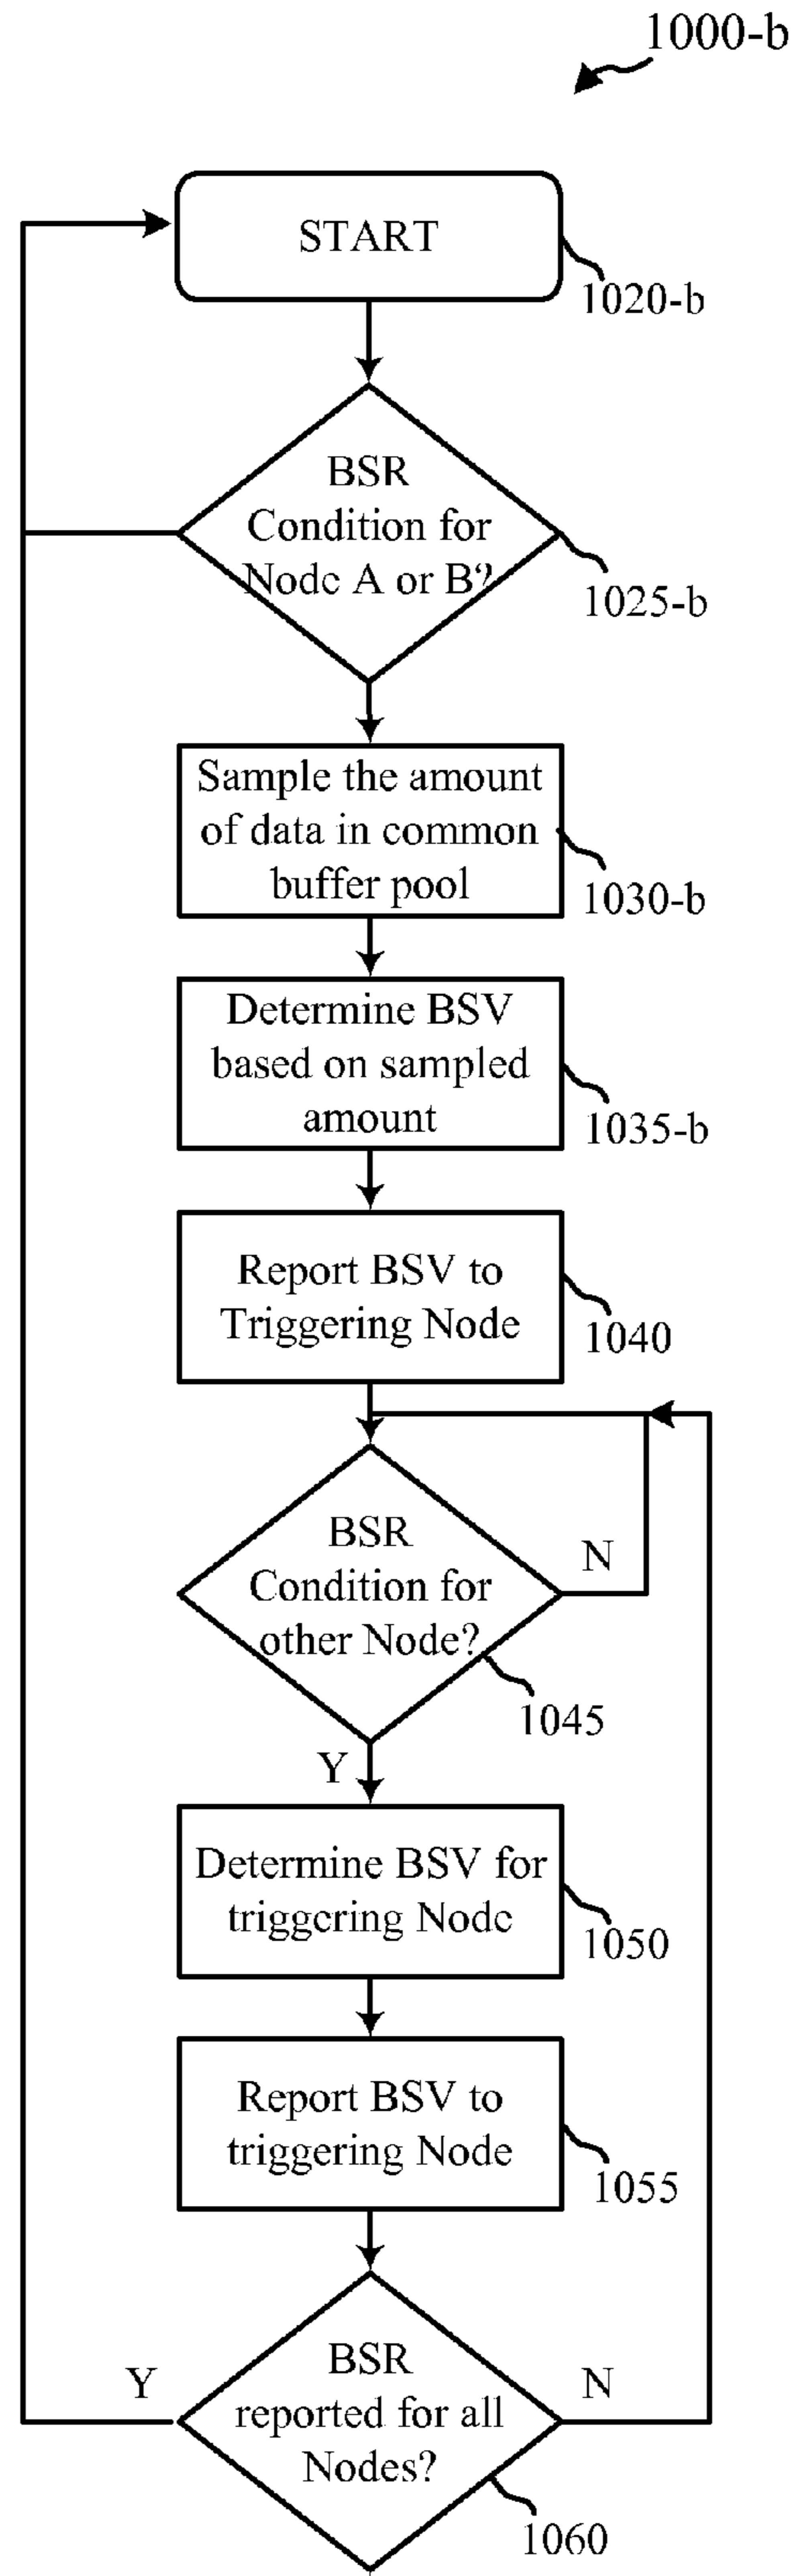 1000-b
START
1020-b
BSR
Condition for
Node A or B?
1025-b
Sample the amount
of data in common
buffer pool
1030-b
Determine BSV
based on sampled
amount
1035-b
Report BSV to
Triggering Node
1040
BSR
Condition for
other Node?
N
1045
Y
Determine BSV for
triggering Node
1050
Report BSV to
triggering Node
1055
BSR
reported for all
Nodes?
Y
N
1060